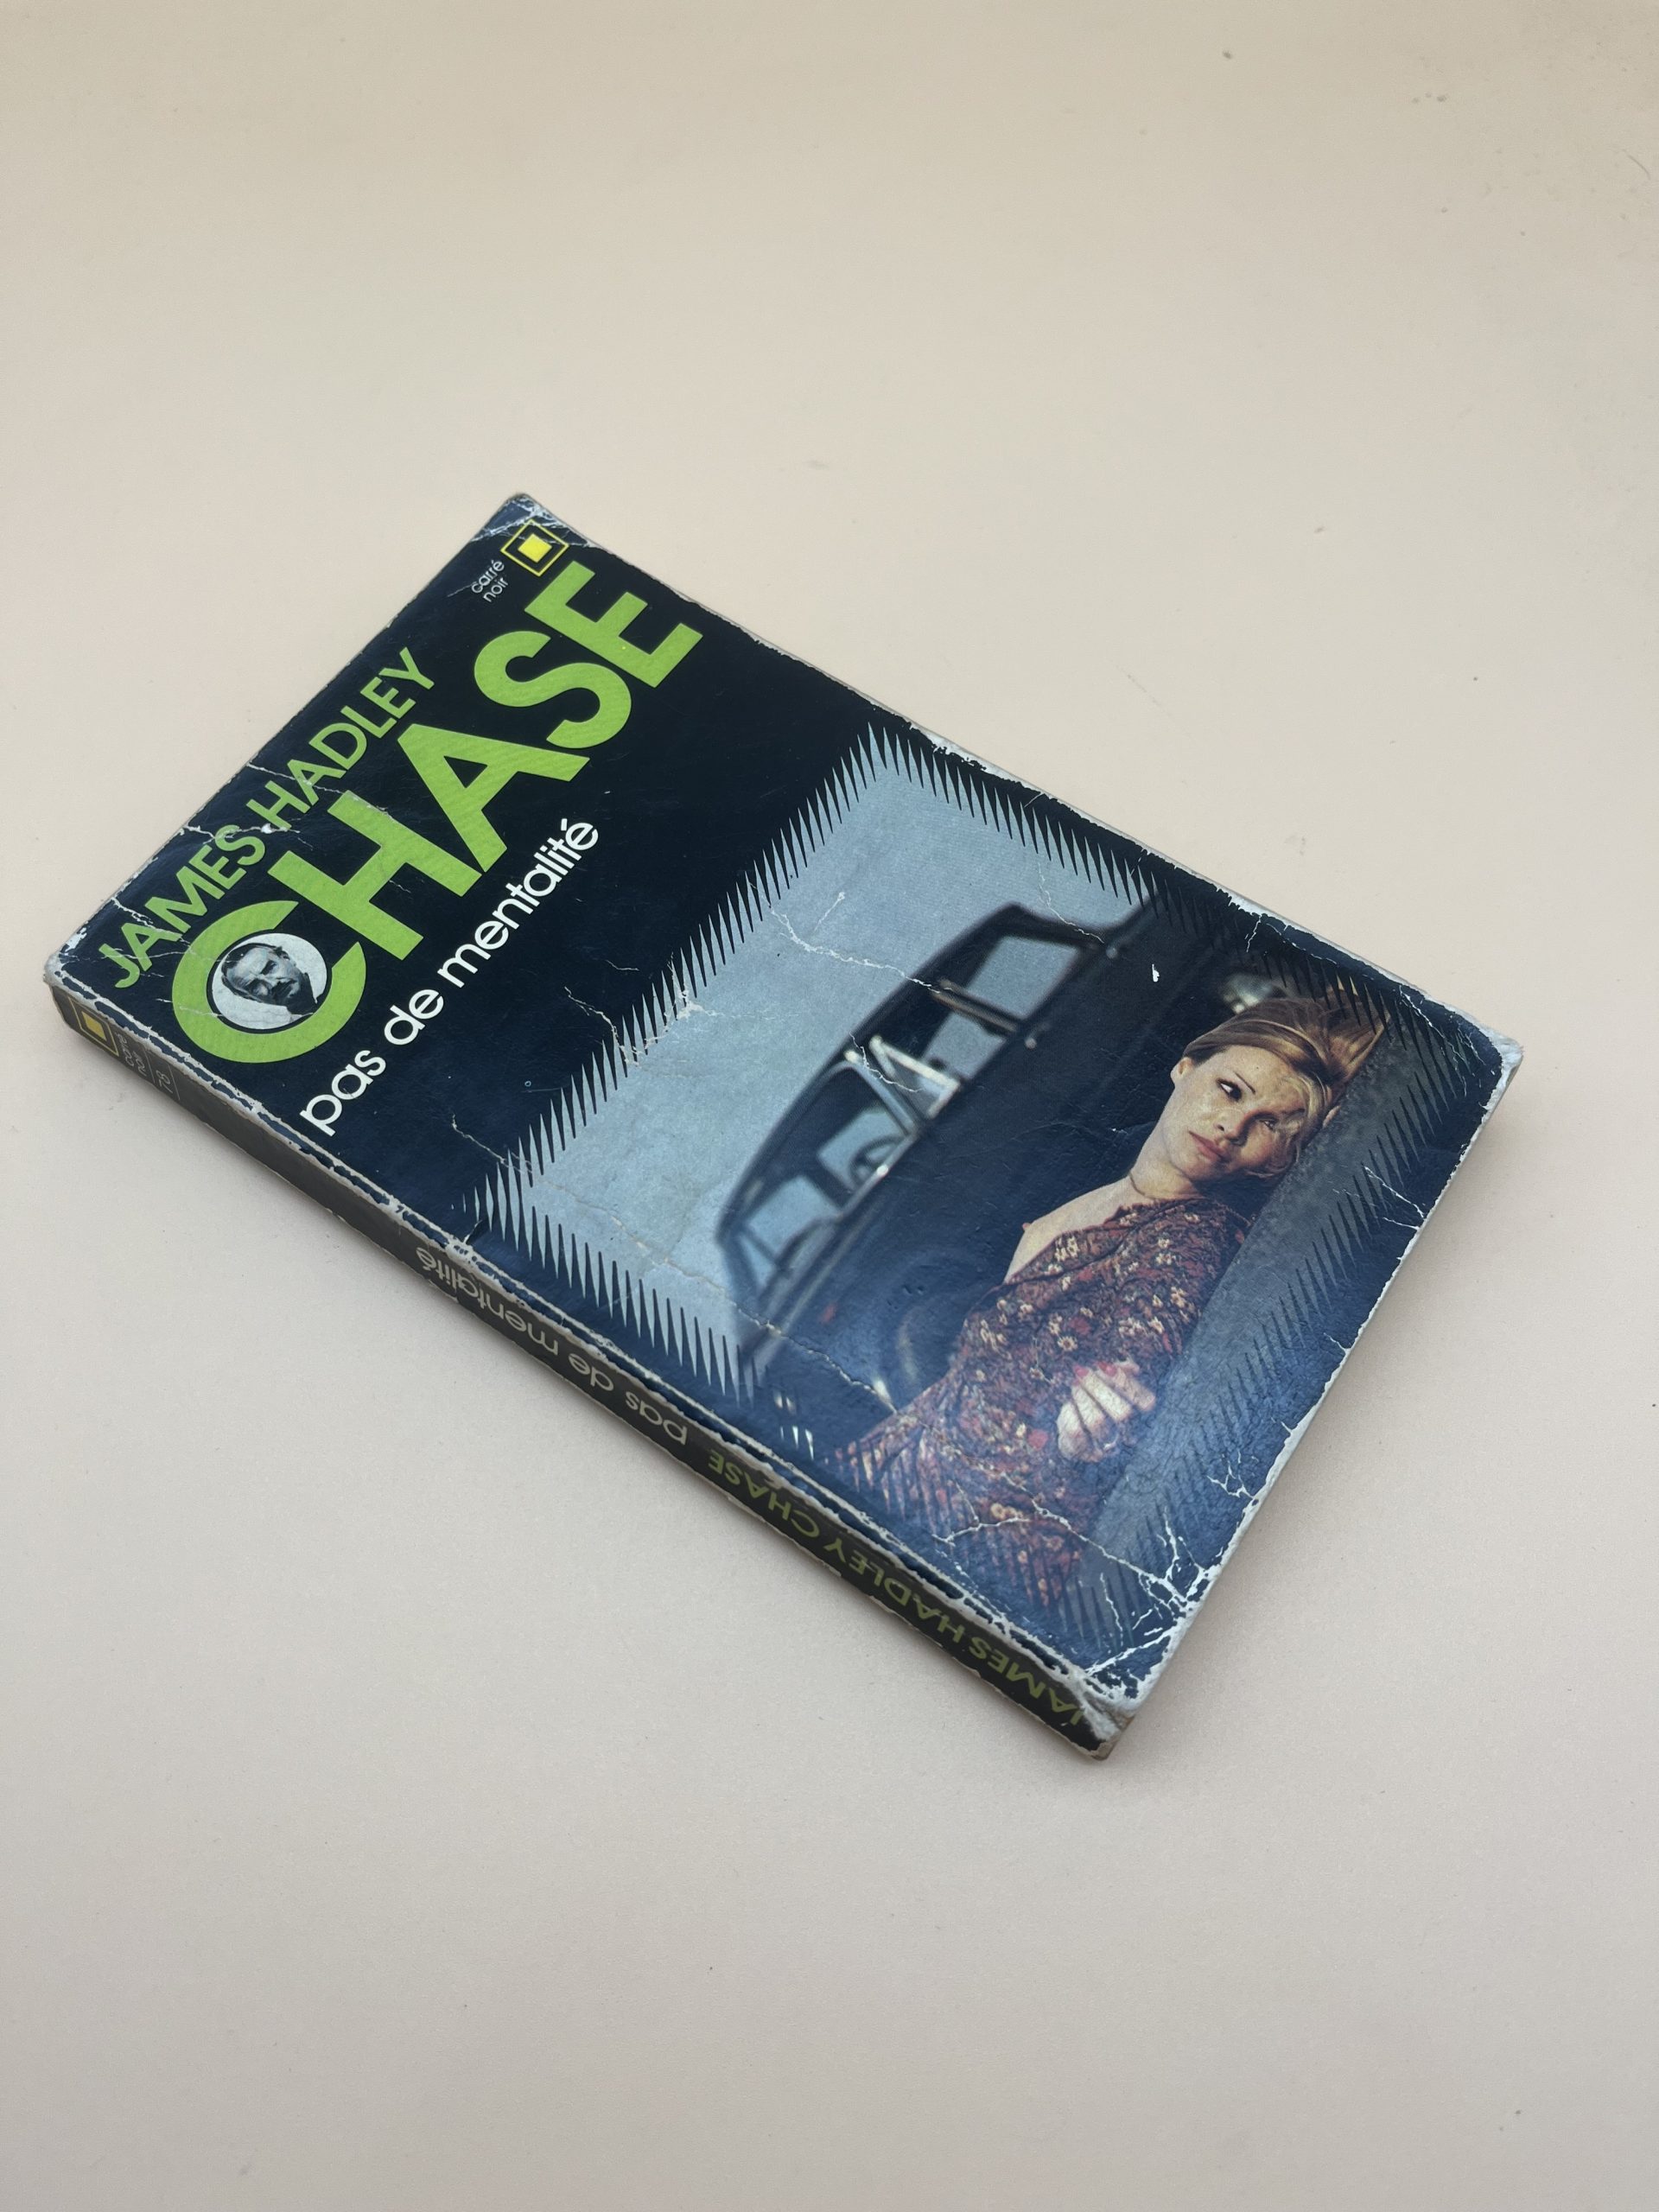 carré
noir
JAMES HADLEY
CHASE
pas de mentalité
JAMES HADLEY CHASE pas de mentalité